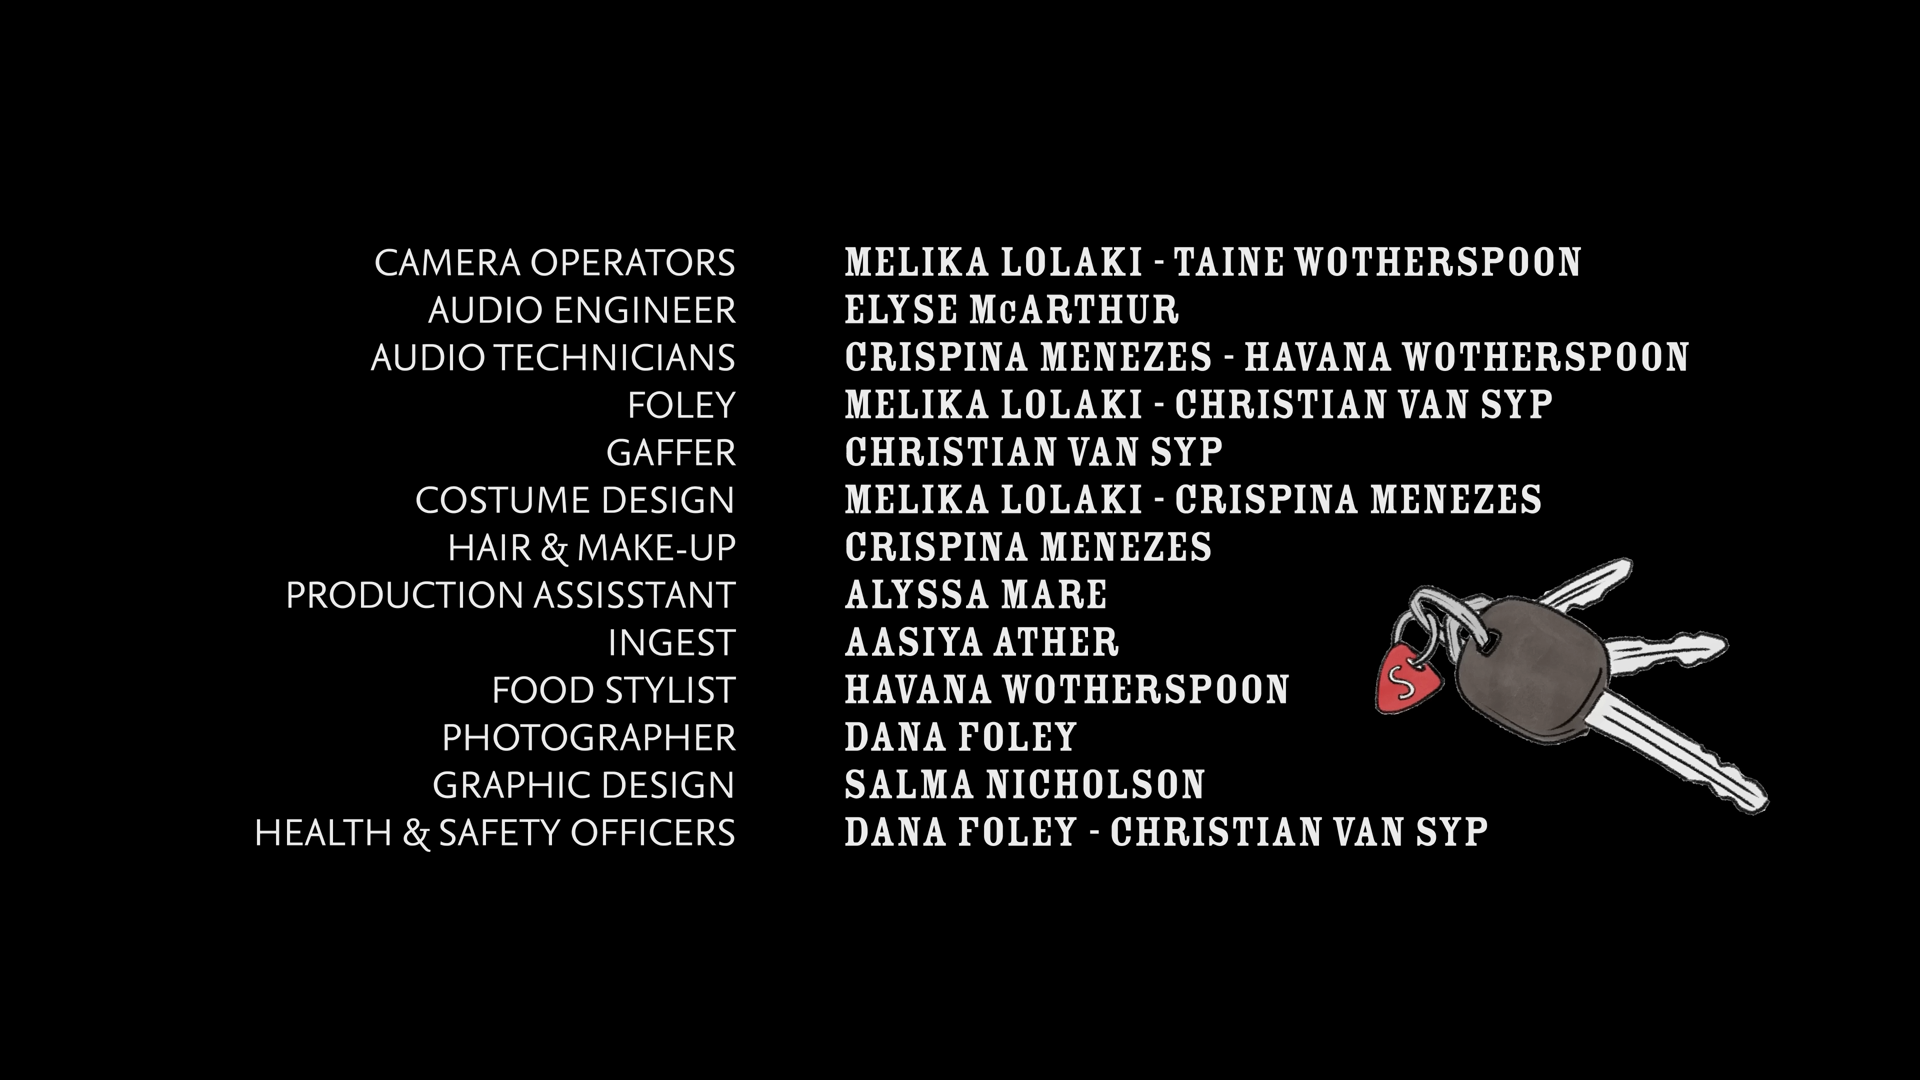 CAMERA OPERATORS MELIKA LOLAKI - TAINE WOTHERSPOON
AUDIO ENGINEER ELYSE McARTHUR
AUDIO TECHNICIANS CRISPINA MENEZES - HAVANA WOTHERSPOON
FOLEY MELIKA LOLAKI - CHRISTIAN VAN SYP
GAFFER CHRISTIAN VAN SYP
COSTUME DESIGN MELIKA LOLAKI - CRISPINA MENEZES
HAIR & MAKE-UP CRISPINA MENEZES
PRODUCTION ASSISSTANT ALYSSA MARE
INGEST AASIYA ATHER
FOOD STYLIST HAVANA WOTHERSPOON
PHOTOGRAPHER DANA FOLEY
GRAPHIC DESIGN SALMA NICHOLSON
HEALTH & SAFETY OFFICERS DANA FOLEY - CHRISTIAN VAN SYP
S